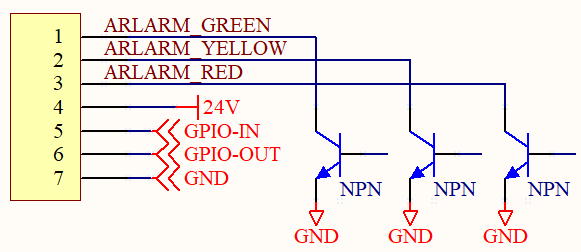 1 ARLARM_GREEN
2 ARLARM_YELLOW
3 ARLARM_RED
4 24V
5 GPIO-IN
6 GPIO-OUT
7 GND
NPN NPN NPN
GND GND GND